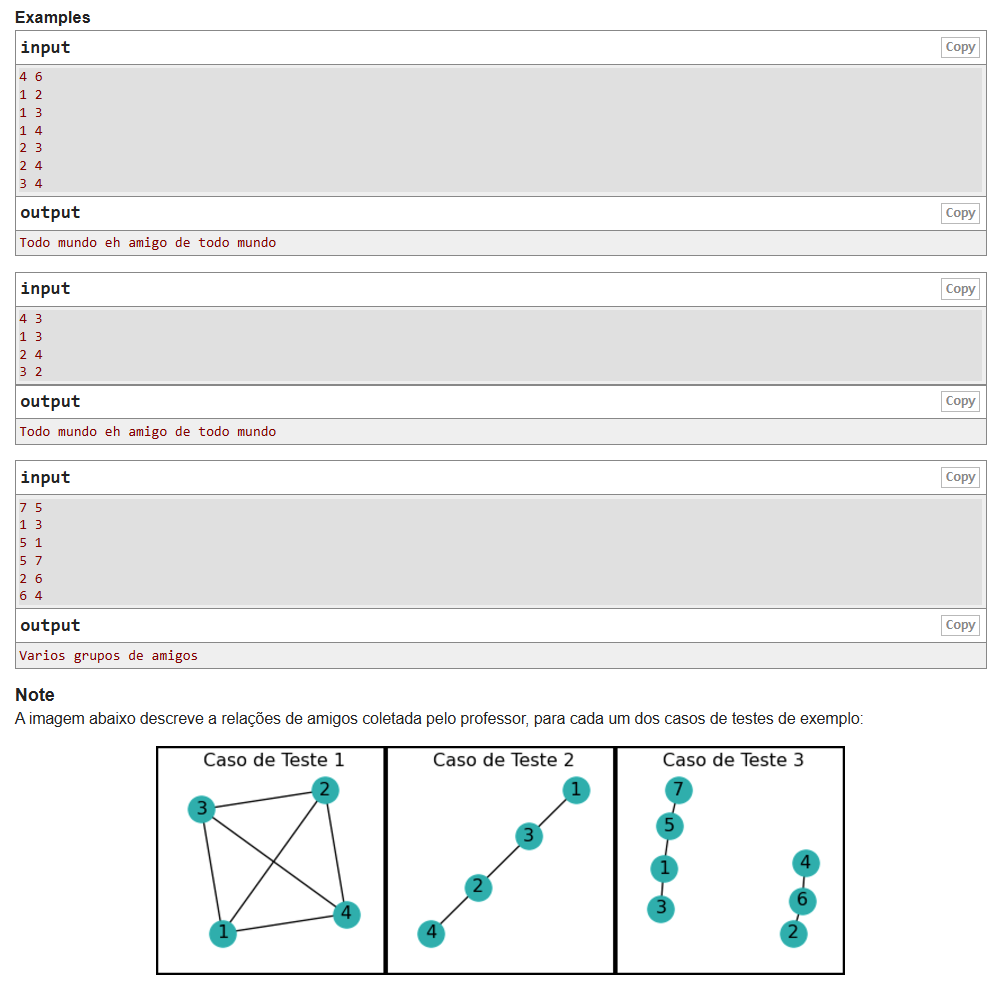 Examples
input Copy
4 6
1 2
1 3
1 4
2 3
2 4
3 4
output Copy
Todo mundo eh amigo de todo mundo
input Copy
4 3
1 3
2 4
3 2
output Copy
Todo mundo eh amigo de todo mundo
input Copy
7 5
1 3
5 1
5 7
2 6
6 4
output Copy
Varios grupos de amigos
Note
A imagem abaixo descreve a relações de amigos coletada pelo professor, para cada um dos casos de testes de exemplo:
Caso de Teste 1
2
3
4
1
Caso de Teste 2
1
3
2
4
Caso de Teste 3
7
5
1
3
4
6
2